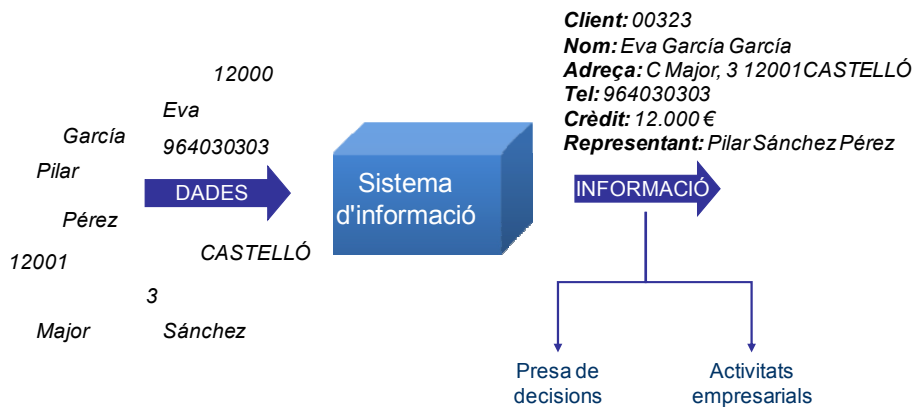 12000
Eva
García
964030303
Pilar
DADES
Pérez
CASTELLÓ
12001
3
Major
Sánchez
Sistema
d'informació
Client: 00323
Nom: Eva García García
Adreça: C Major, 3 12001 CASTELLÓ
Tel: 964030303
Crèdit: 12.000 €
Representant: Pilar Sánchez Pérez
INFORMACIÓ
Presa de
decisions
Activitats
empresarials